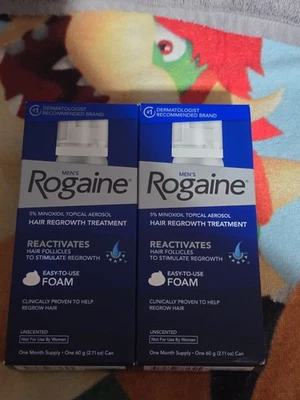 #1 DERMATOLOGIST
RECOMMENDED BRAND
MEN'S
Rogaine®
5% MINOXIDIL TOPICAL AEROSOL
HAIR REGROWTH TREATMENT
REACTIVATES
HAIR FOLLICLES
TO STIMULATE REGROWTH
EASY-TO-USE
FOAM
CLINICALLY PROVEN TO HELP
REGROW HAIR
UNSCENTED
Not For Use By Women
One Month Supply • One 60 g (2.11 oz) Can
#1 DERMATOLOGIST
RECOMMENDED BRAND
MEN'S
Rogaine®
5% MINOXIDIL TOPICAL AEROSOL
HAIR REGROWTH TREATMENT
REACTIVATES
HAIR FOLLICLES
TO STIMULATE REGROWTH
EASY-TO-USE
FOAM
CLINICALLY PROVEN TO HELP
REGROW HAIR
UNSCENTED
Not For Use By Women
One Month Supply • One 60 g (2.11 oz) Can